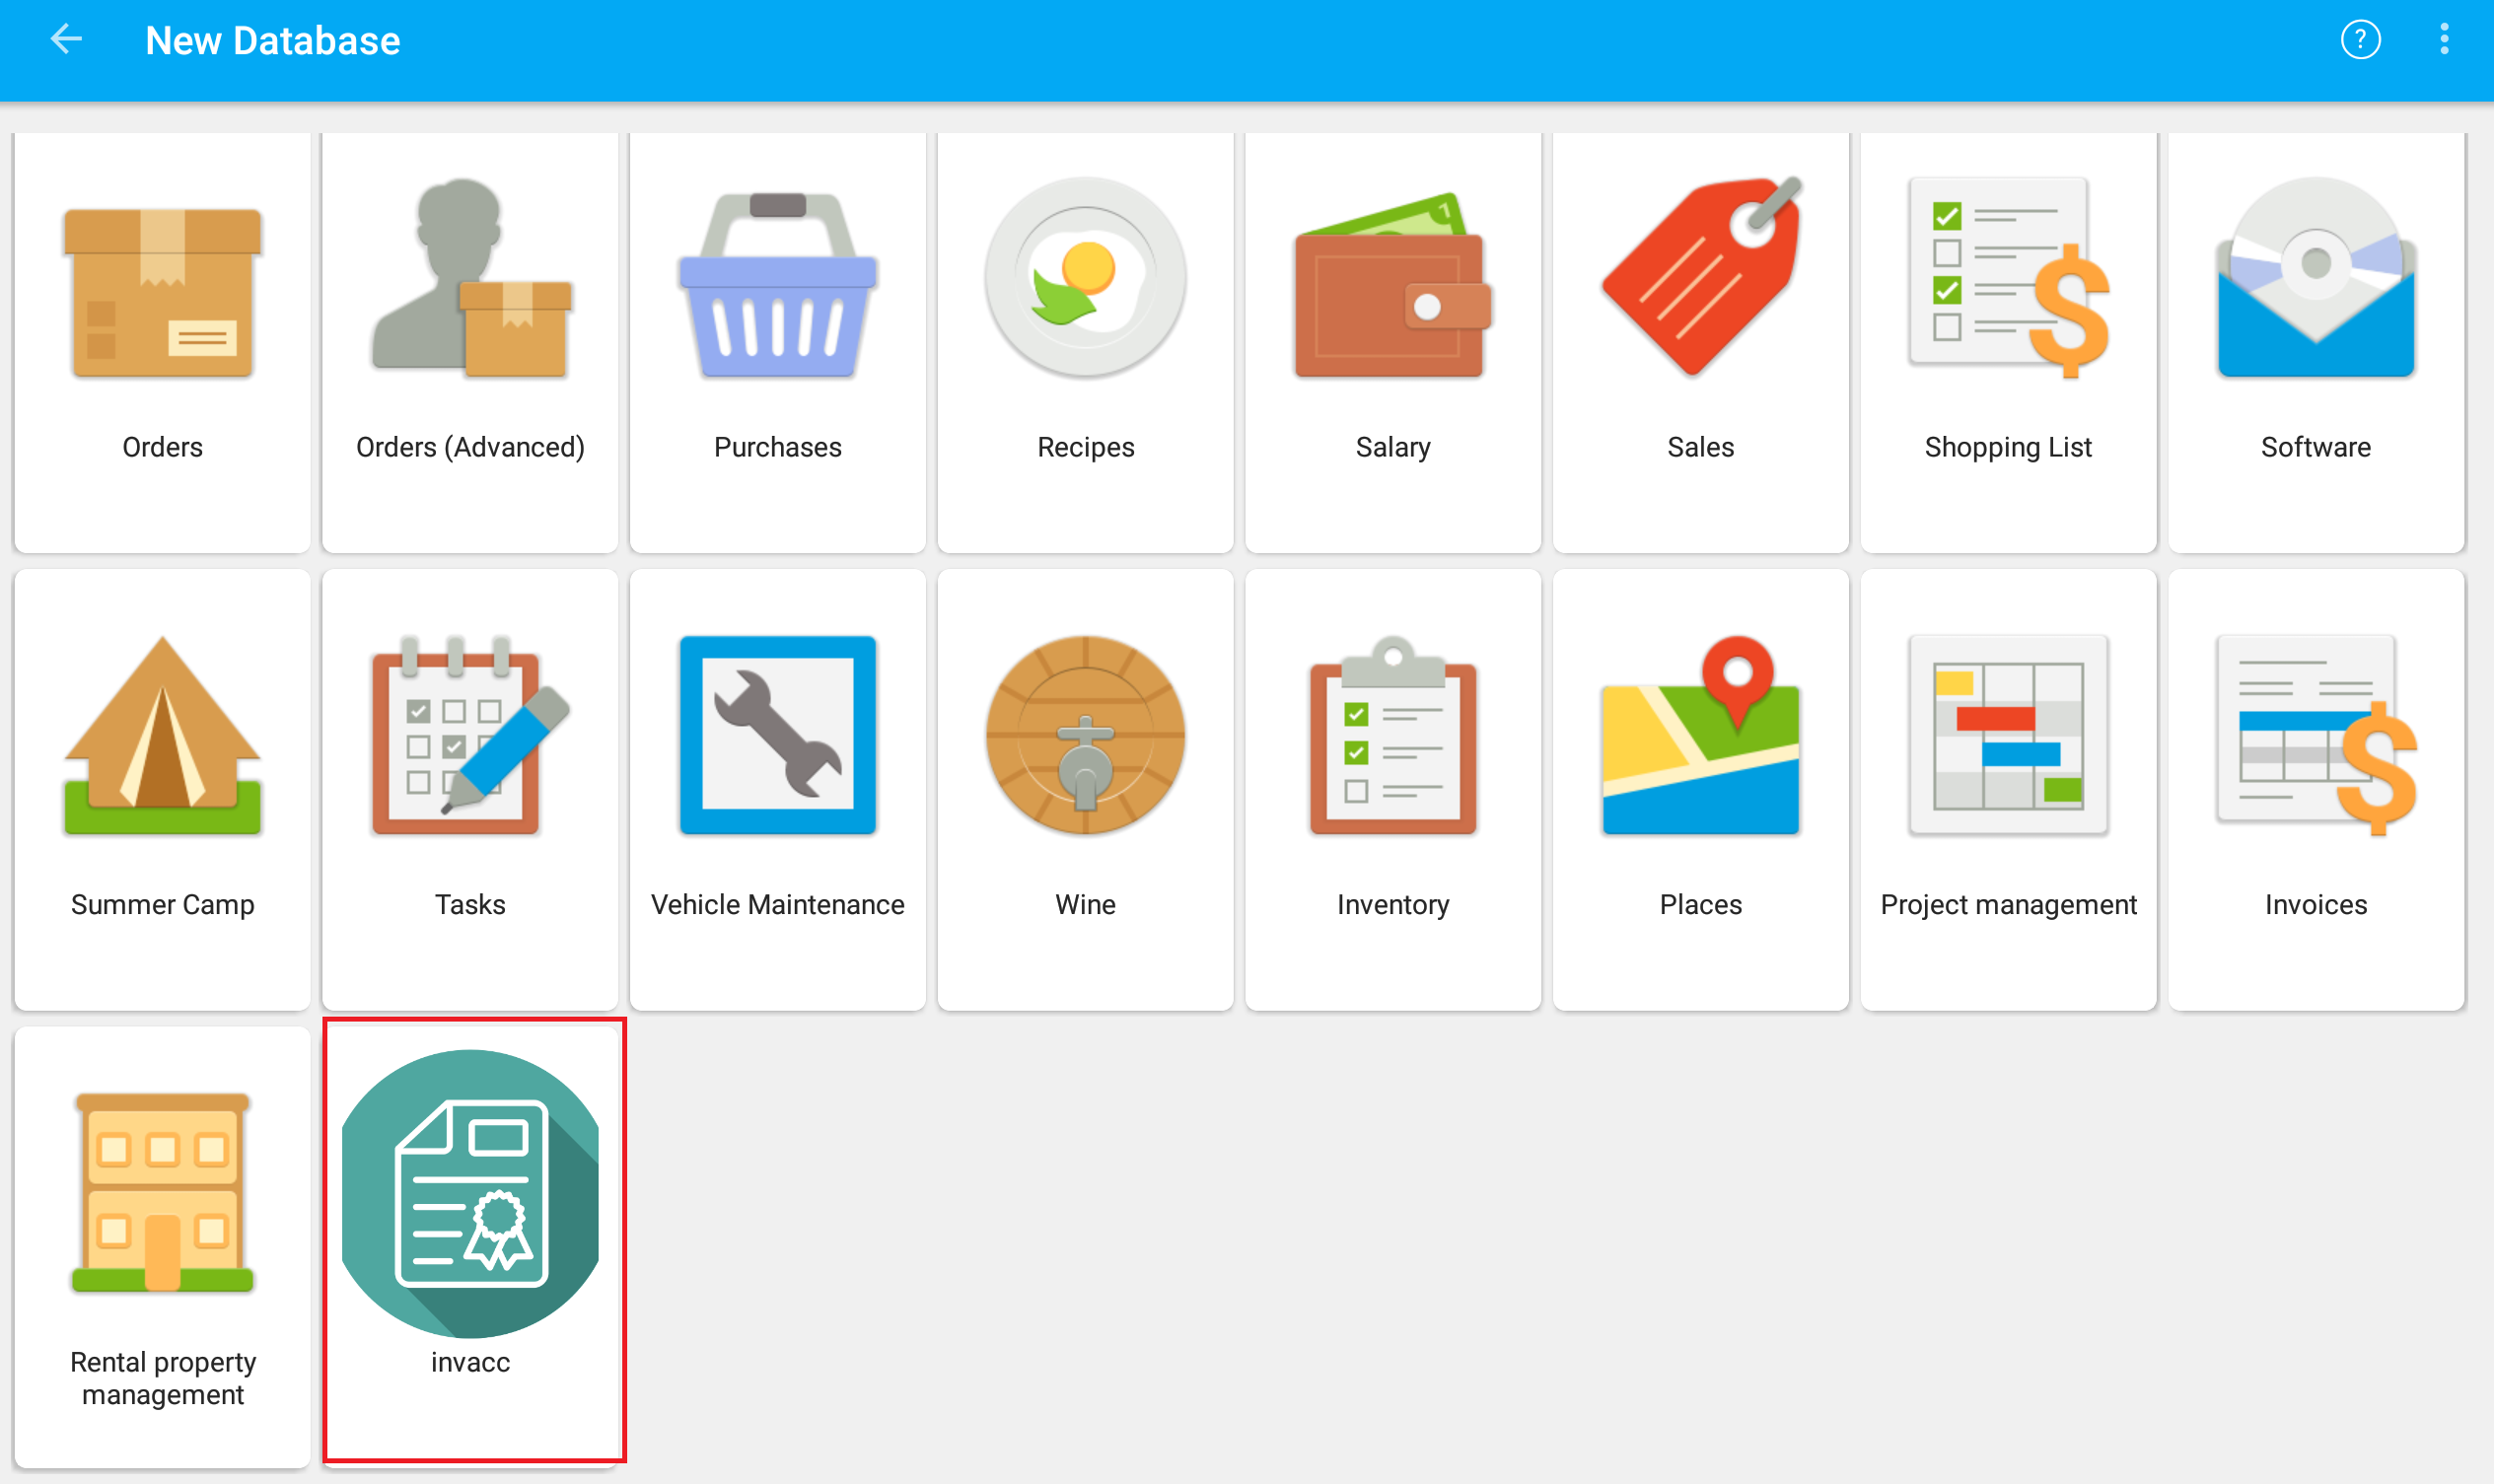 New Database
?
Orders
Orders (Advanced)
Purchases
Recipes
Salary
Sales
Shopping List
Software
Summer Camp
Tasks
Vehicle Maintenance
Wine
Inventory
Places
Project management
Invoices
Rental property
management
invacc